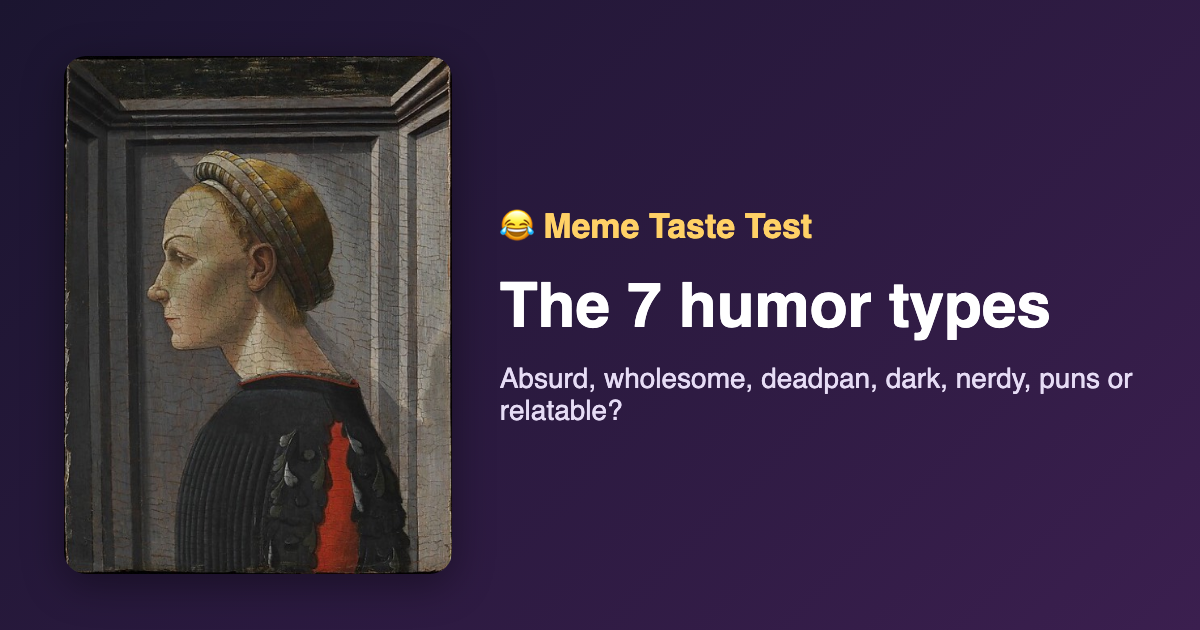 😂 Meme Taste Test
The 7 humor types
Absurd, wholesome, deadpan, dark, nerdy, puns or
relatable?